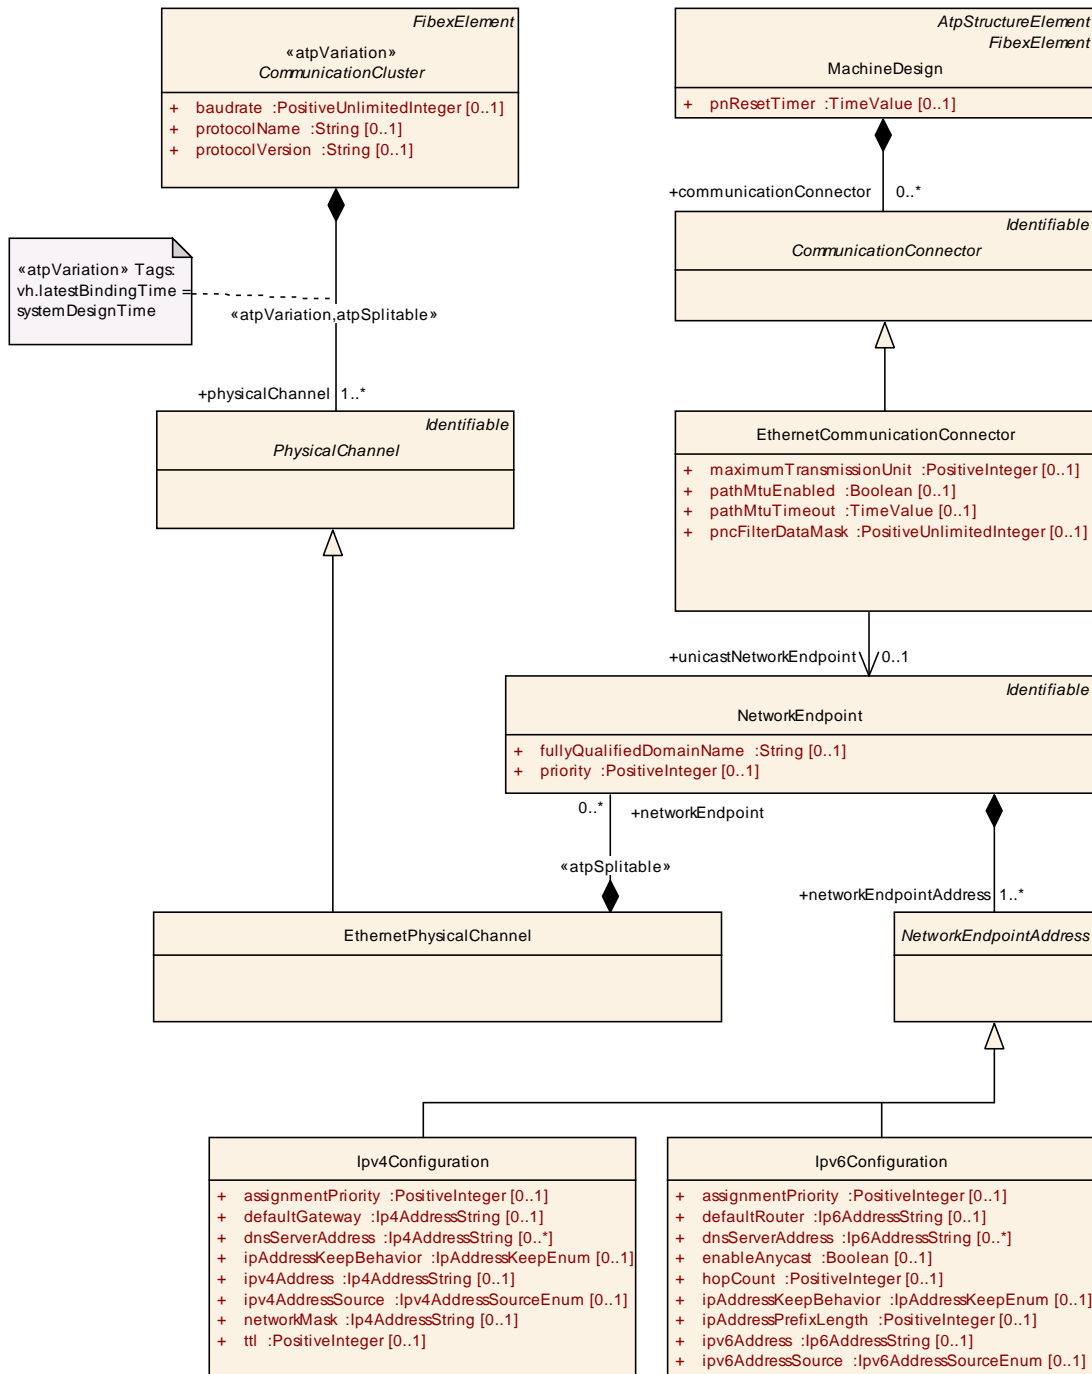 FibexElement
«atpVariation»
CommunicationCluster
+ baudrate :PositiveUnlimitedInteger [0..1]
+ protocolName :String [0..1]
+ protocolVersion :String [0..1]
AtpStructureElement
FibexElement
MachineDesign
+ pnResetTimer :TimeValue [0..1]
+communicationConnector 0..*
Identifiable
CommunicationConnector
«atpVariation» Tags:
vh.latestBindingTime =
systemDesignTime
«atpVariation,atpSplitable»
+physicalChannel 1..*
Identifiable
PhysicalChannel
EthernetCommunicationConnector
+ maximumTransmissionUnit :PositiveInteger [0..1]
+ pathMtuEnabled :Boolean [0..1]
+ pathMtuTimeout :TimeValue [0..1]
+ pncFilterDataMask :PositiveUnlimitedInteger [0..1]
+unicastNetworkEndpoint 0..1
Identifiable
NetworkEndpoint
+ fullyQualifiedDomainName :String [0..1]
+ priority :PositiveInteger [0..1]
0..* +networkEndpoint
«atpSplitable»
+networkEndpointAddress 1..*
EthernetPhysicalChannel
NetworkEndpointAddress
Ipv4Configuration
+ assignmentPriority :PositiveInteger [0..1]
+ defaultGateway :Ip4AddressString [0..1]
+ dnsServerAddress :Ip4AddressString [0..*]
+ ipAddressKeepBehavior :IpAddressKeepEnum [0..1]
+ ipv4Address :Ip4AddressString [0..1]
+ ipv4AddressSource :Ipv4AddressSourceEnum [0..1]
+ networkMask :Ip4AddressString [0..1]
+ ttl :PositiveInteger [0..1]
Ipv6Configuration
+ assignmentPriority :PositiveInteger [0..1]
+ defaultRouter :Ip6AddressString [0..1]
+ dnsServerAddress :Ip6AddressString [0..*]
+ enableAnycast :Boolean [0..1]
+ hopCount :PositiveInteger [0..1]
+ ipAddressKeepBehavior :IpAddressKeepEnum [0..1]
+ ipAddressPrefixLength :PositiveInteger [0..1]
+ ipv6Address :Ip6AddressString [0..1]
+ ipv6AddressSource :Ipv6AddressSourceEnum [0..1]